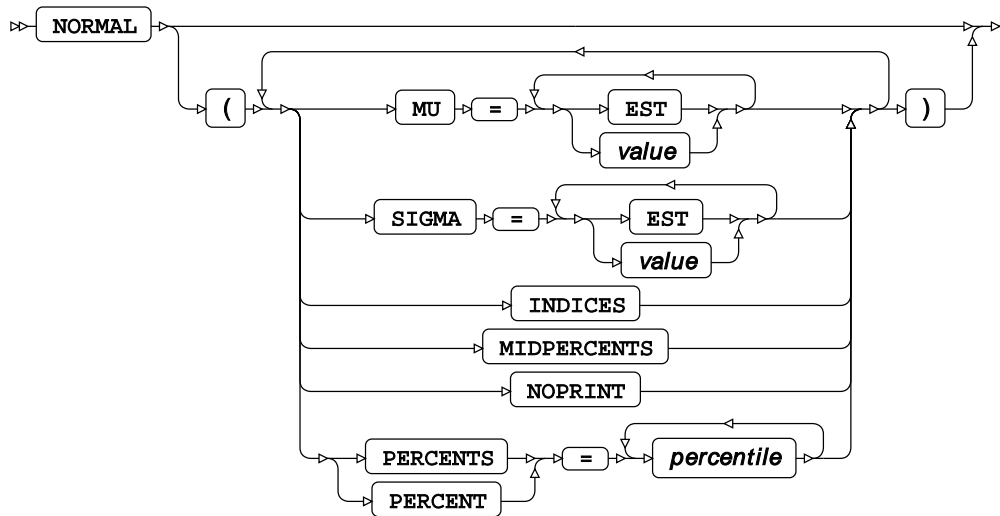 NORMAL
( MU = EST )
value
SIGMA = EST
value
INDICES
MIDPERCENTS
NOPRINT
PERCENTS = percentile
PERCENT